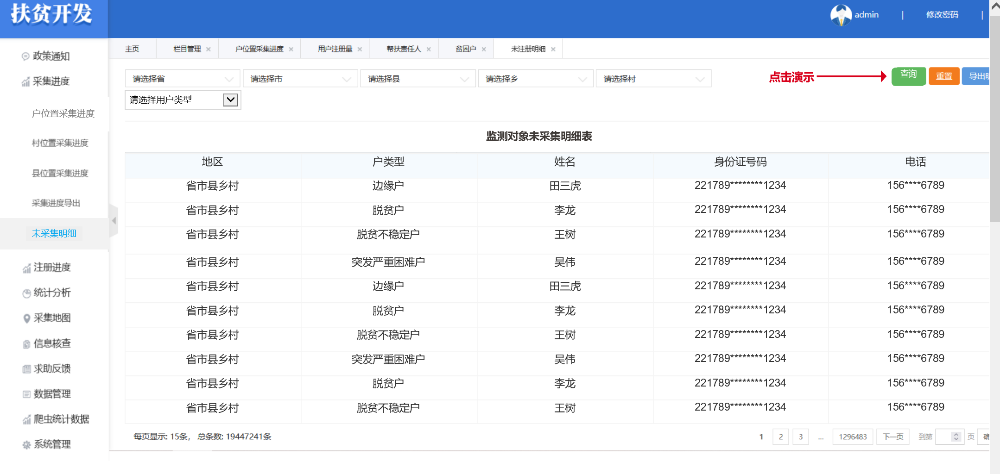 扶贫开发
admin | 修改密码 |
主页 栏目管理 × 户位置采集进度 × 用户注册量 × 帮扶责任人 × 贫困户 × 未注册明细 ×
政策通知
采集进度
户位置采集进度
村位置采集进度
县位置采集进度
采集进度导出
未采集明细
注册进度
统计分析
采集地图
信息核查
求助反馈
数据管理
爬虫统计数据
系统管理
请选择省 请选择市 请选择县 请选择乡 请选择村
点击演示 查询 重置 导出明
请选择用户类型
监测对象未采集明细表
地区 户类型 姓名 身份证号码 电话
省市县乡村 边缘户 田三虎 221789********1234 156****6789
省市县乡村 脱贫户 李龙 221789********1234 156****6789
省市县乡村 脱贫不稳定户 王树 221789********1234 156****6789
省市县乡村 突发严重困难户 吴伟 221789********1234 156****6789
省市县乡村 边缘户 田三虎 221789********1234 156****6789
省市县乡村 脱贫户 李龙 221789********1234 156****6789
省市县乡村 脱贫不稳定户 王树 221789********1234 156****6789
省市县乡村 突发严重困难户 吴伟 221789********1234 156****6789
省市县乡村 脱贫户 李龙 221789********1234 156****6789
省市县乡村 脱贫不稳定户 王树 221789********1234 156****6789
每页显示: 15条， 总条数: 19447241条
1 2 3 ... 1296483 下一页 到第 页 确